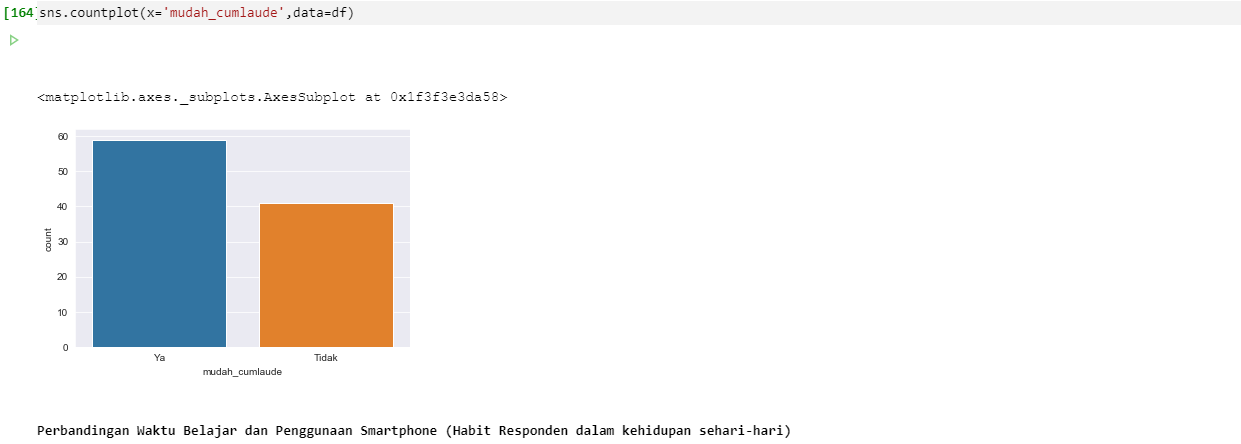 [164] sns.countplot(x='mudah_cumlaude',data=df)
<matplotlib.axes._subplots.AxesSubplot at 0x1f3f3e3da58>
60
50
40
30
20
10
0
count
Ya Tidak
mudah_cumlaude
Perbandingan Waktu Belajar dan Penggunaan Smartphone (Habit Responden dalam kehidupan sehari-hari)